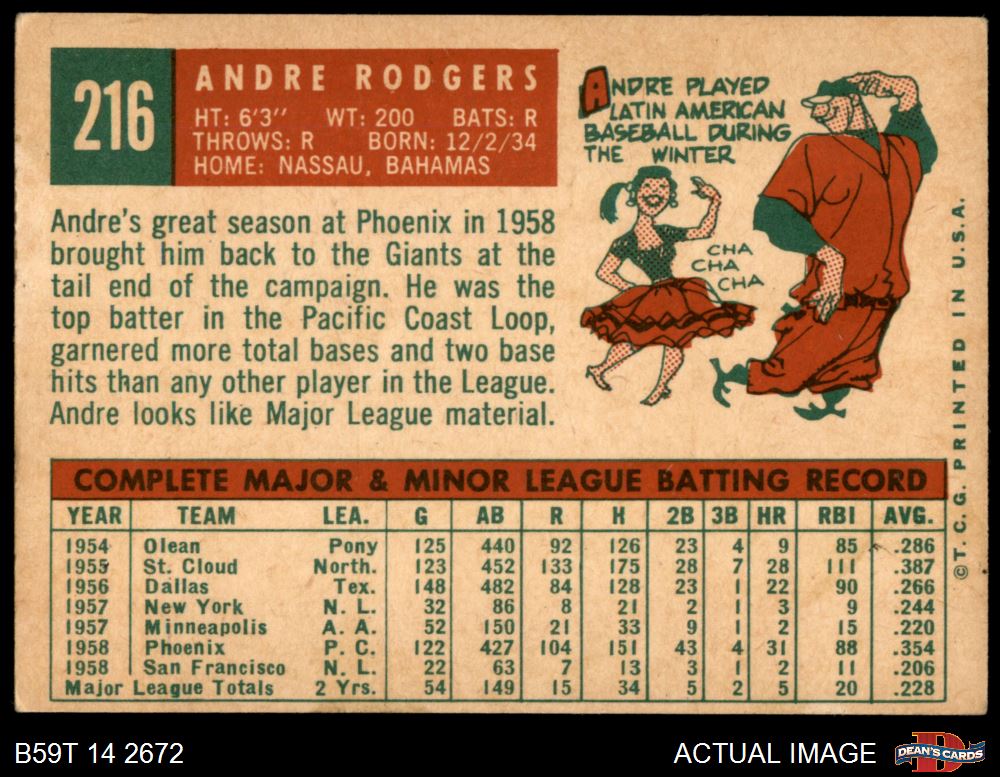 216
ANDRE RODGERS
HT: 6'3" WT: 200 BATS: R
THROWS: R BORN: 12/2/34
HOME: NASSAU, BAHAMAS
ANDRE PLAYED
LATIN AMERICAN
BASEBALL DURING
THE WINTER
CHA
CHA
CHA
Andre's great season at Phoenix in 1958
brought him back to the Giants at the
tail end of the campaign. He was the
top batter in the Pacific Coast Loop,
garnered more total bases and two base
hits than any other player in the League.
Andre looks like Major League material.
COMPLETE MAJOR & MINOR LEAGUE BATTING RECORD
YEAR TEAM LEA. G AB R H 2B 3B HR RBI AVG.
1954 Olean Pony 125 440 92 126 23 4 9 85 .286
1955 St. Cloud North. 123 452 133 175 28 7 28 111 .387
1956 Dallas Tex. 148 482 84 128 23 1 22 90 .266
1957 New York N. L. 32 86 8 21 2 1 3 9 .244
1957 Minneapolis A. A. 52 150 21 33 9 1 2 15 .220
1958 Phoenix P. C. 122 427 104 151 43 4 31 88 .354
1958 San Francisco N. L. 22 63 7 13 3 1 2 11 .206
Major League Totals 2 Yrs. 54 149 15 34 5 2 5 20 .228
©T. C. G. PRINTED IN U.S.A.
B59T 14 2672
ACTUAL IMAGE
D
DEAN'S CARDS